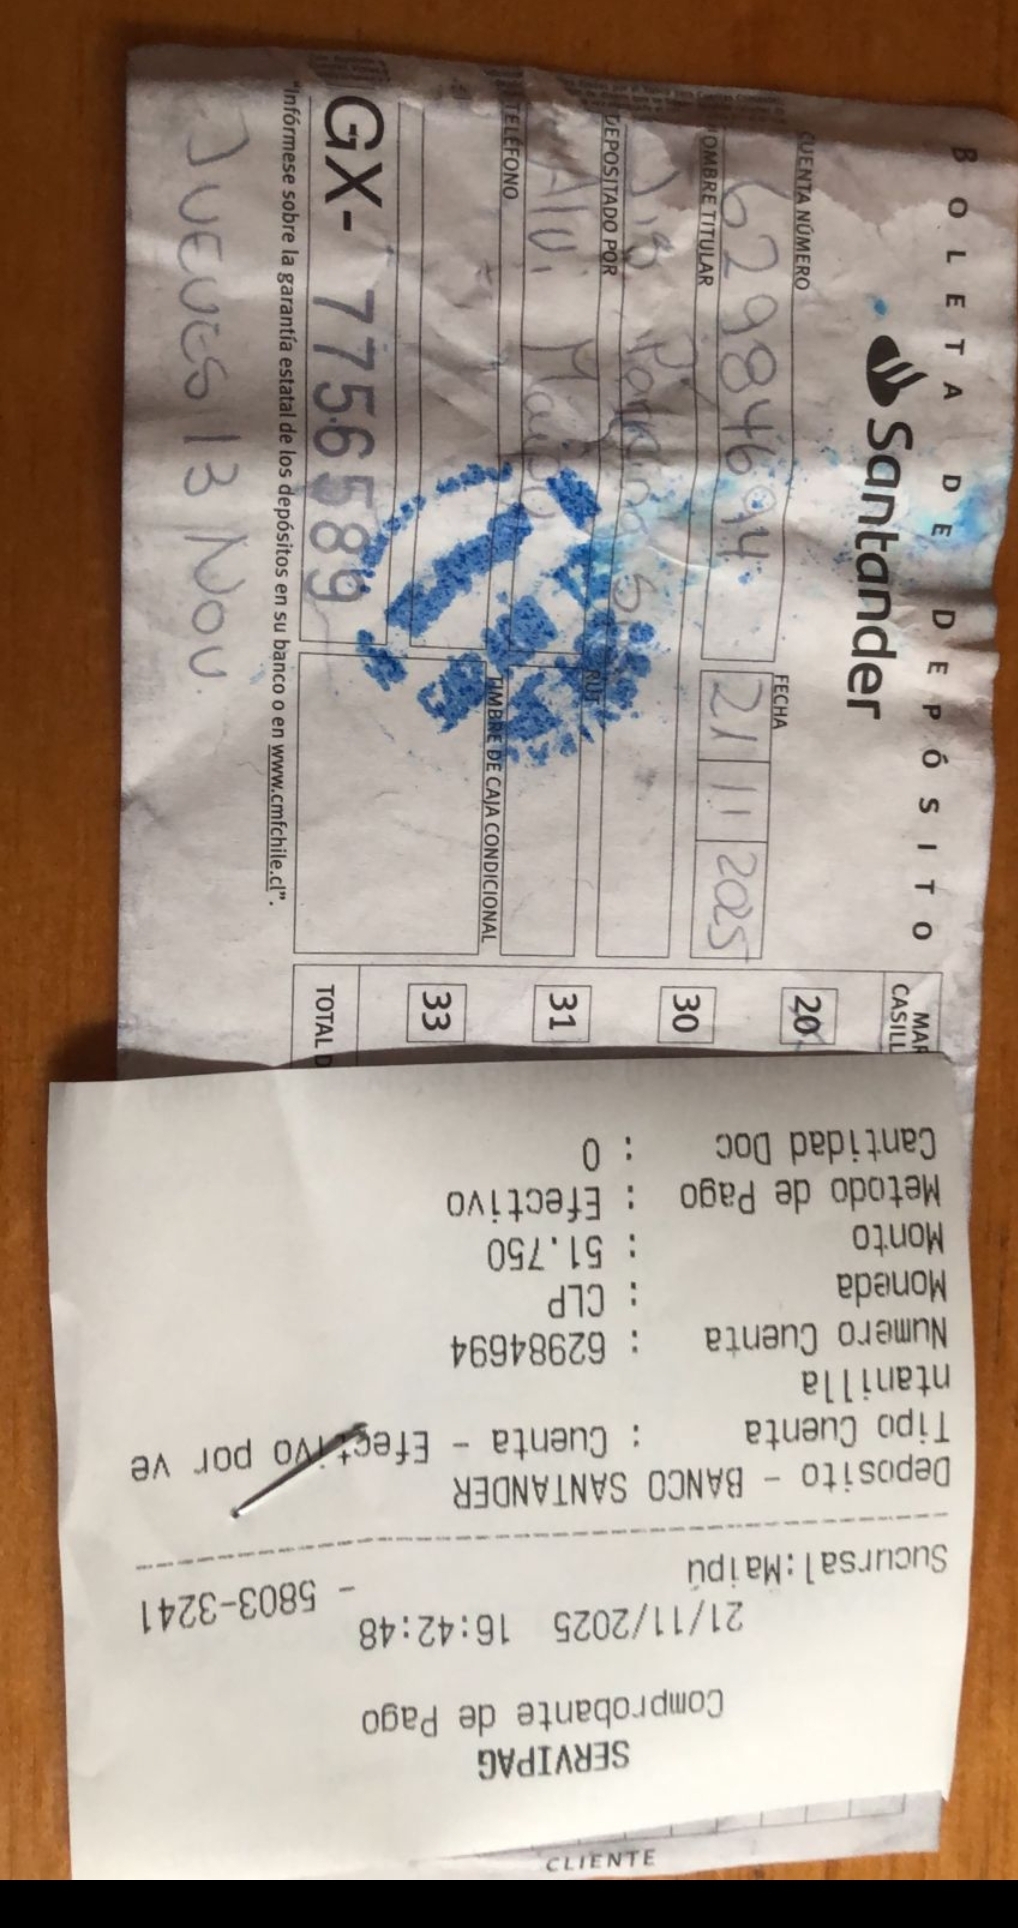 BOLETA DE DEPÓSITO
Santander
CUENTA NÚMERO
62984694
FECHA
21 11 2025
NOMBRE TITULAR
DEPOSITADO POR
RUT
TELÉFONO
TIMBRE DE CAJA CONDICIONAL
GX- 7756589
"Infórmese sobre la garantía estatal de los depósitos en su banco o en www.cmfchile.cl".
JUEVES 13 Nov.
MAR
CASILL
20
30
31
33
TOTAL D
SERVIPAG
Comprobante de Pago
21/11/2025 16:42:48
- 5803-3241
Sucursal:Maipú
Deposito - BANCO SANTANDER
Tipo Cuenta : Cuenta - Efectivo por ve
ntanilla
Numero Cuenta : 62984694
Moneda : CLP
Monto : 51.750
Metodo de Pago : Efectivo
Cantidad Doc : 0
CLIENTE